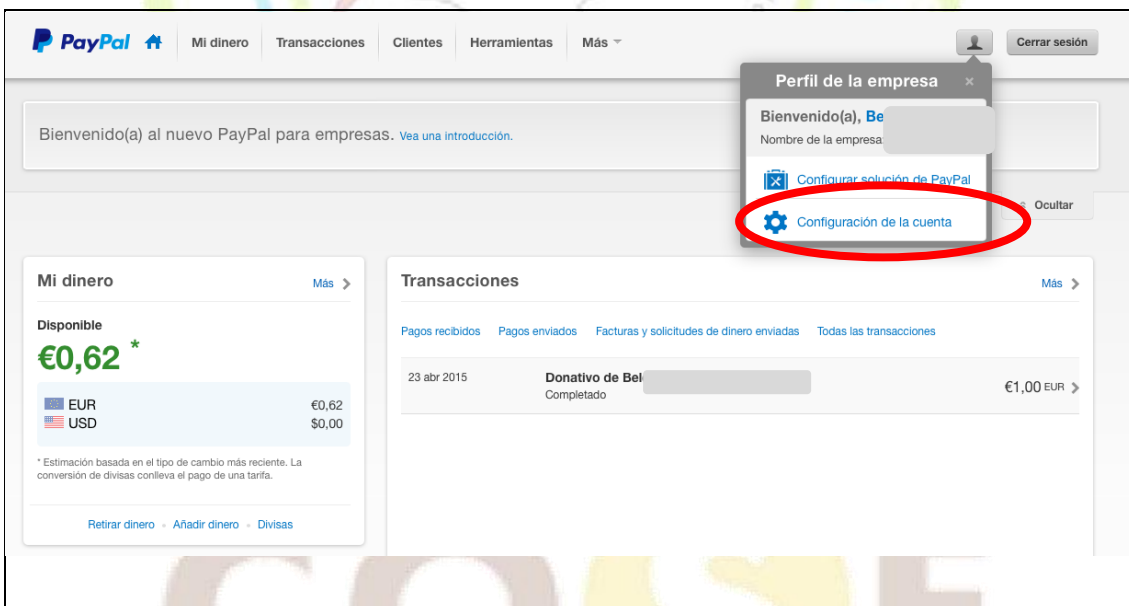 PayPal Mi dinero Transacciones Clientes Herramientas Más Cerrar sesión
Perfil de la empresa ×
Bienvenido(a), Be
Nombre de la empresa
Configurar solución de PayPal
Configuración de la cuenta
Bienvenido(a) al nuevo PayPal para empresas. Vea una introducción.
Ocultar
Mi dinero Más
Disponible
€0,62 *
EUR €0,62
USD $0,00
* Estimación basada en el tipo de cambio más reciente. La
conversión de divisas conlleva el pago de una tarifa.
Retirar dinero Añadir dinero Divisas
Transacciones Más
Pagos recibidos Pagos enviados Facturas y solicitudes de dinero enviadas Todas las transacciones
23 abr 2015 Donativo de Bel €1,00 EUR
Completado